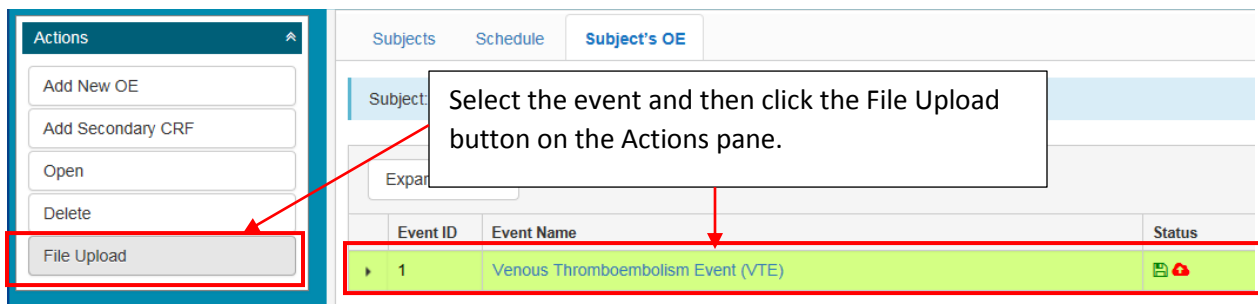 Actions
Add New OE
Add Secondary CRF
Open
Delete
File Upload
Subjects Schedule Subject's OE
Subject:
Select the event and then click the File Upload
button on the Actions pane.
Event ID Event Name Status
1 Venous Thromboembolism Event (VTE)